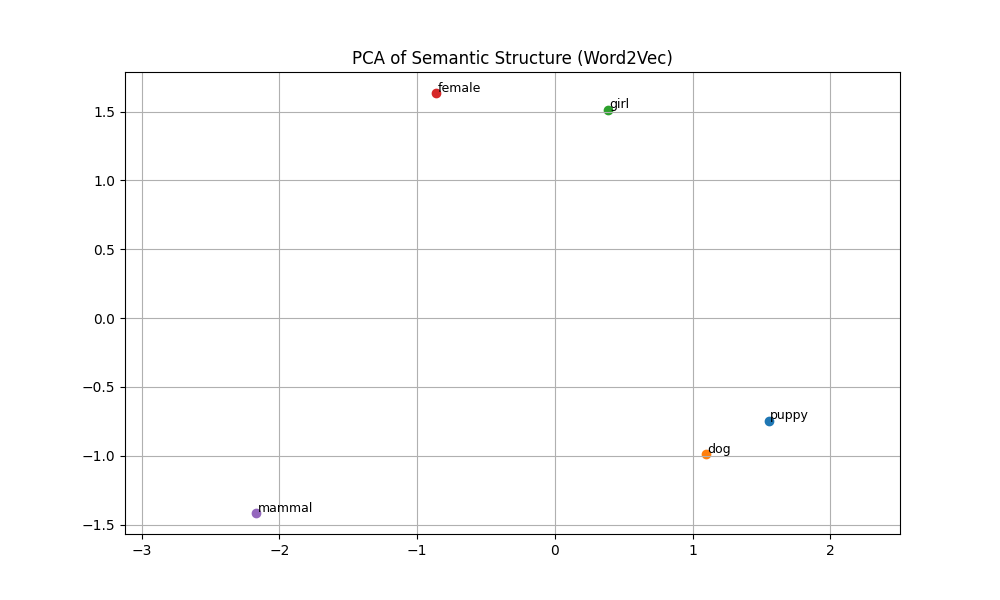 PCA of Semantic Structure (Word2Vec)
female
girl
1.5
1.0
0.5
0.0
−0.5
puppy
dog
−1.0
mammal
−1.5
−3 −2 −1 0 1 2